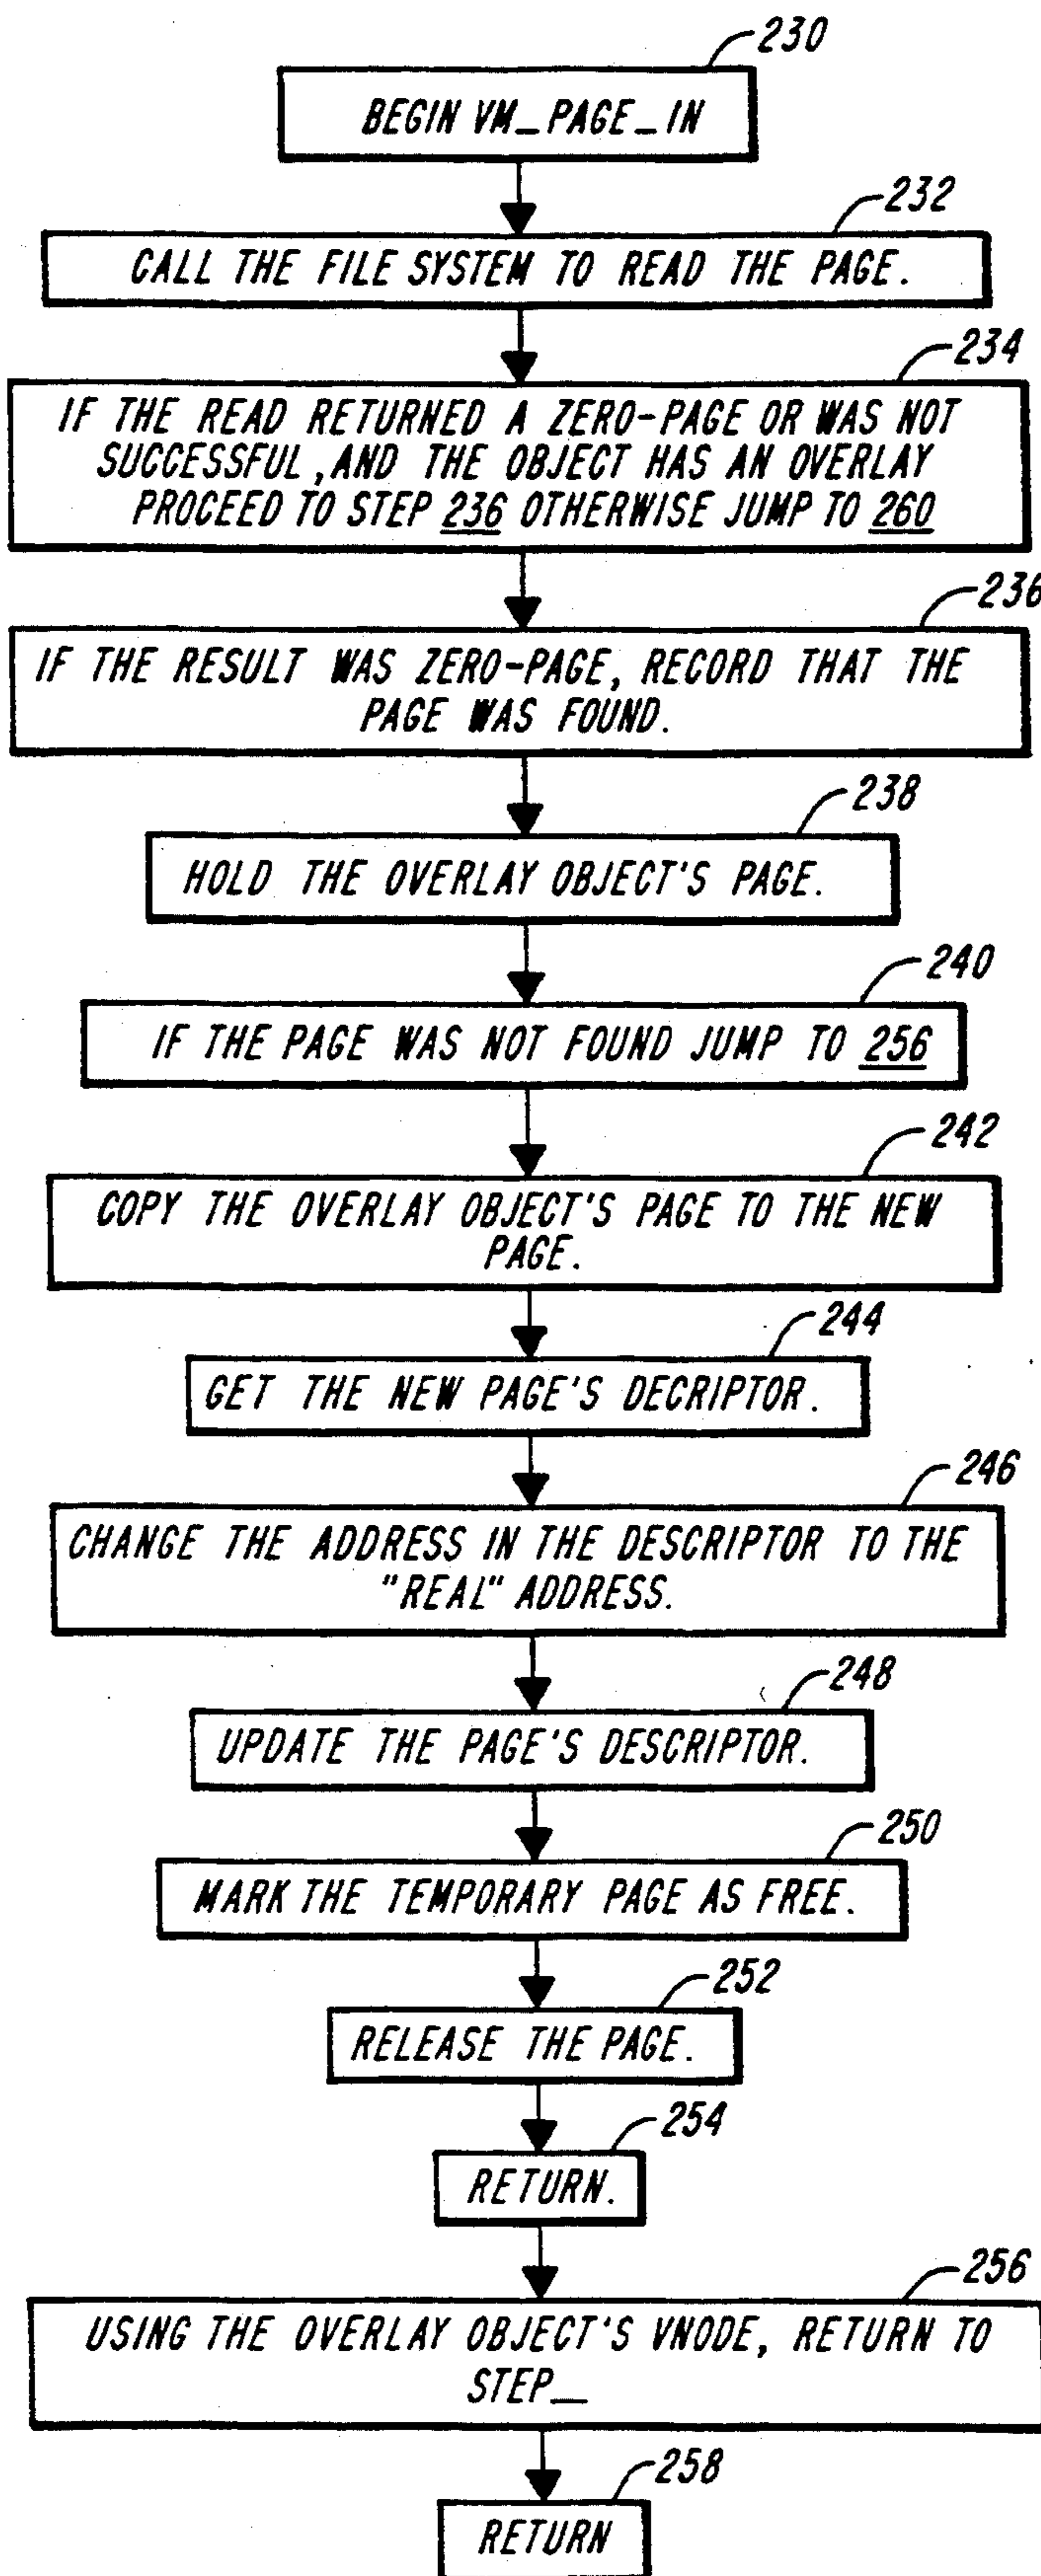 230
BEGIN VM_PAGE_IN
232
CALL THE FILE SYSTEM TO READ THE PAGE.
234
IF THE READ RETURNED A ZERO-PAGE OR WAS NOT
SUCCESSFUL, AND THE OBJECT HAS AN OVERLAY
PROCEED TO STEP 236 OTHERWISE JUMP TO 260
236
IF THE RESULT WAS ZERO-PAGE, RECORD THAT THE
PAGE WAS FOUND.
238
HOLD THE OVERLAY OBJECT'S PAGE.
240
IF THE PAGE WAS NOT FOUND JUMP TO 256
242
COPY THE OVERLAY OBJECT'S PAGE TO THE NEW
PAGE.
244
GET THE NEW PAGE'S DECRIPTOR.
246
CHANGE THE ADDRESS IN THE DESCRIPTOR TO THE
"REAL" ADDRESS.
248
UPDATE THE PAGE'S DESCRIPTOR.
250
MARK THE TEMPORARY PAGE AS FREE.
252
RELEASE THE PAGE.
254
RETURN.
256
USING THE OVERLAY OBJECT'S VNODE, RETURN TO
STEP__
258
RETURN